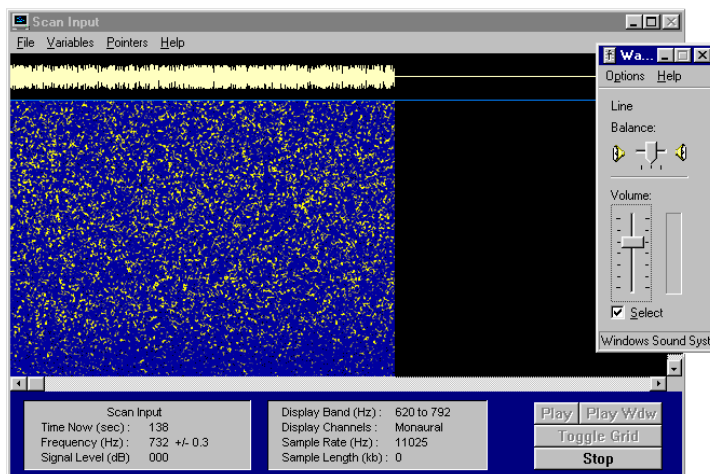 Scan Input
File Variables Pointers Help
Wa...
Options Help
Line
Balance:
Volume:
Select
Windows Sound Syst
Scan Input
Time Now (sec) : 138
Frequency (Hz) : 732 +/- 0.3
Signal Level (dB) 000
Display Band (Hz) : 620 to 792
Display Channels : Monaural
Sample Rate (Hz) : 11025
Sample Length (kb) : 0
Play Play Wdw
Toggle Grid
Stop